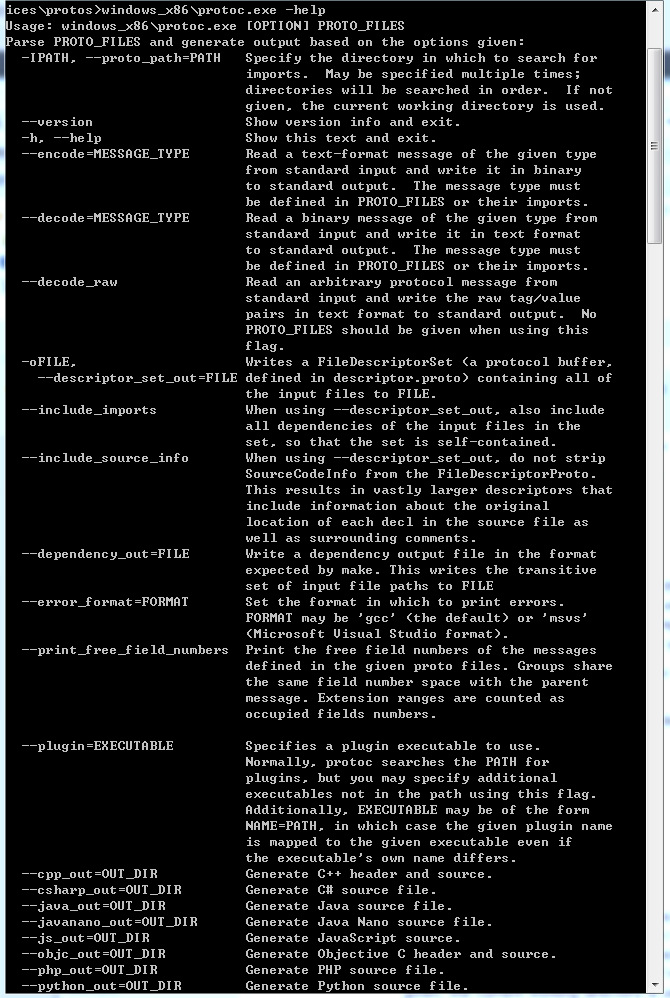 ices\protos>windows_x86\protoc.exe -help
Usage: windows_x86\protoc.exe [OPTION] PROTO_FILES
Parse PROTO_FILES and generate output based on the options given:
  -IPATH, --proto_path=PATH   Specify the directory in which to search for
                              imports.  May be specified multiple times;
                              directories will be searched in order.  If not
                              given, the current working directory is used.
  --version                   Show version info and exit.
  -h, --help                  Show this text and exit.
  --encode=MESSAGE_TYPE       Read a text-format message of the given type
                              from standard input and write it in binary
                              to standard output.  The message type must
                              be defined in PROTO_FILES or their imports.
  --decode=MESSAGE_TYPE       Read a binary message of the given type from
                              standard input and write it in text format
                              to standard output.  The message type must
                              be defined in PROTO_FILES or their imports.
  --decode_raw                Read an arbitrary protocol message from
                              standard input and write the raw tag/value
                              pairs in text format to standard output.  No
                              PROTO_FILES should be given when using this
                              flag.
  -oFILE,                     Writes a FileDescriptorSet (a protocol buffer,
    --descriptor_set_out=FILE defined in descriptor.proto) containing all of
                              the input files to FILE.
  --include_imports           When using --descriptor_set_out, also include
                              all dependencies of the input files in the
                              set, so that the set is self-contained.
  --include_source_info       When using --descriptor_set_out, do not strip
                              SourceCodeInfo from the FileDescriptorProto.
                              This results in vastly larger descriptors that
                              include information about the original
                              location of each decl in the source file as
                              well as surrounding comments.
  --dependency_out=FILE       Write a dependency output file in the format
                              expected by make. This writes the transitive
                              set of input file paths to FILE
  --error_format=FORMAT       Set the format in which to print errors.
                              FORMAT may be 'gcc' (the default) or 'msvs'
                              (Microsoft Visual Studio format).
  --print_free_field_numbers  Print the free field numbers of the messages
                              defined in the given proto files. Groups share
                              the same field number space with the parent
                              message. Extension ranges are counted as
                              occupied fields numbers.

  --plugin=EXECUTABLE         Specifies a plugin executable to use.
                              Normally, protoc searches the PATH for
                              plugins, but you may specify additional
                              executables not in the path using this flag.
                              Additionally, EXECUTABLE may be of the form
                              NAME=PATH, in which case the given plugin name
                              is mapped to the given executable even if
                              the executable's own name differs.
  --cpp_out=OUT_DIR           Generate C++ header and source.
  --csharp_out=OUT_DIR        Generate C# source file.
  --java_out=OUT_DIR          Generate Java source file.
  --javanano_out=OUT_DIR      Generate Java Nano source file.
  --js_out=OUT_DIR            Generate JavaScript source.
  --objc_out=OUT_DIR          Generate Objective C header and source.
  --php_out=OUT_DIR           Generate PHP source file.
  --python_out=OUT_DIR        Generate Python source file.